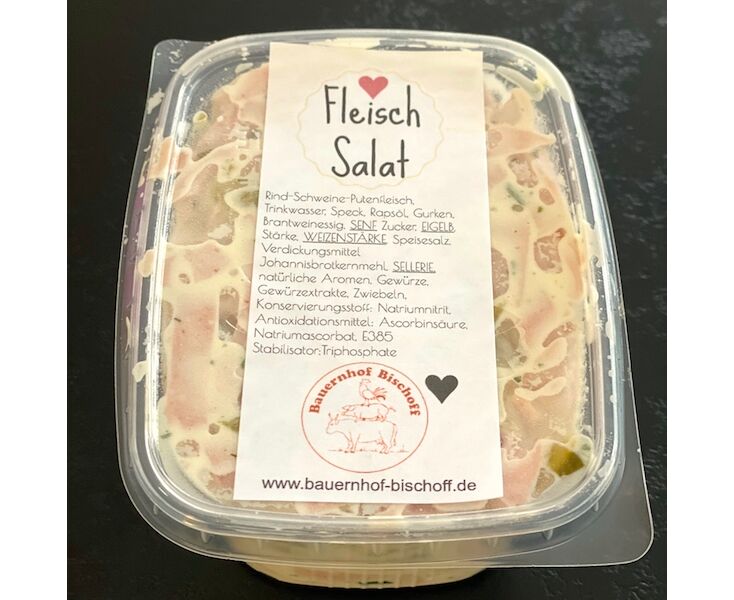 Fleisch
Salat
Rind-Schweine-Putenfleisch,
Trinkwasser, Speck, Rapsöl, Gurken,
Brantweinessig, SENF Zucker, EIGELB,
Stärke, WEIZENSTÄRKE, Speisesalz,
Verdickungsmittel
Johannisbrotkernmehl, SELLERIE,
natürliche Aromen, Gewürze,
Gewürzextrakte, Zwiebeln,
Konservierungsstoff: Natriumnitrit,
Antioxidationsmittel: Ascorbinsäure,
Natriumascorbat, E385
Stabilisator:Triphosphate
Bauernhof Bischoff
www.bauernhof-bischoff.de